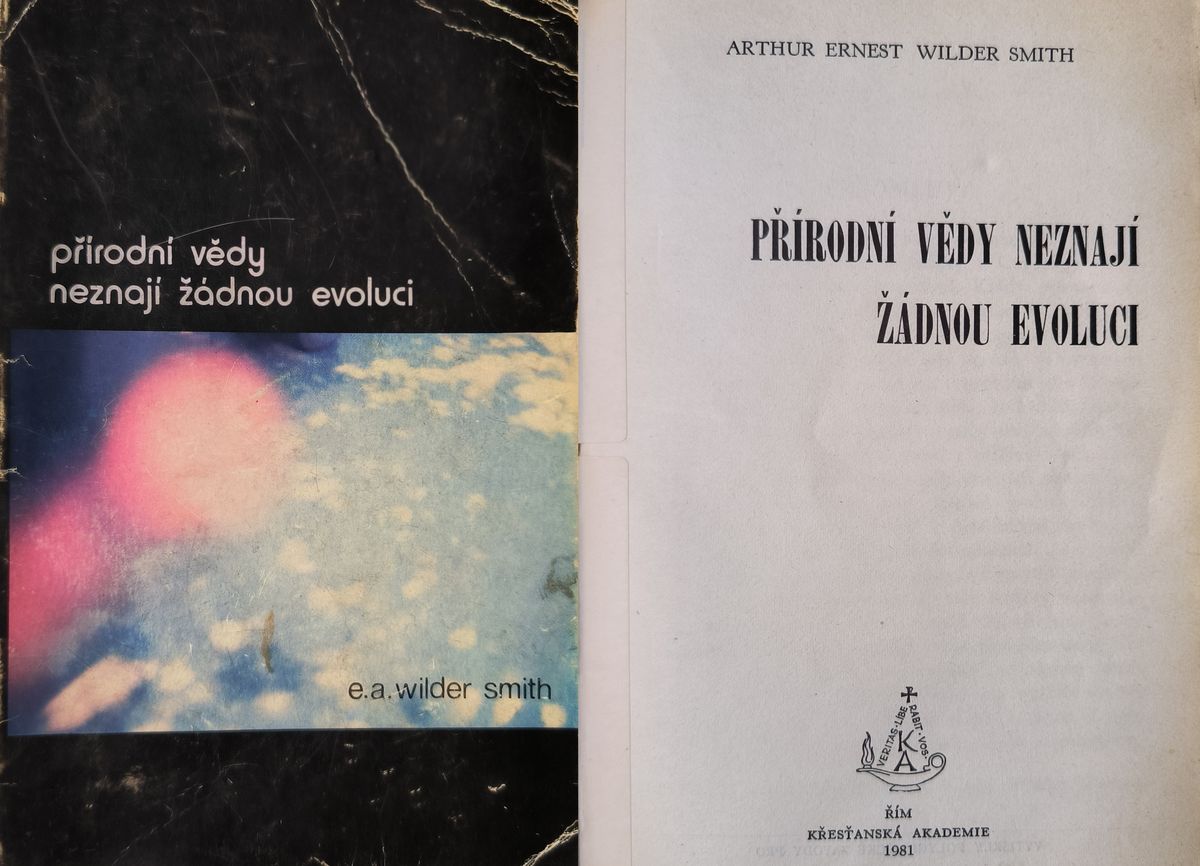 přírodní vědy
neznají žádnou evoluci
e.a.wilder smith
ARTHUR ERNEST WILDER SMITH
PŘÍRODNÍ VĚDY NEZNAJÍ
ŽÁDNOU EVOLUCI
VERITAS · LIBERABIT · VOS
K
A
ŘÍM
KŘESŤANSKÁ AKADEMIE
1981